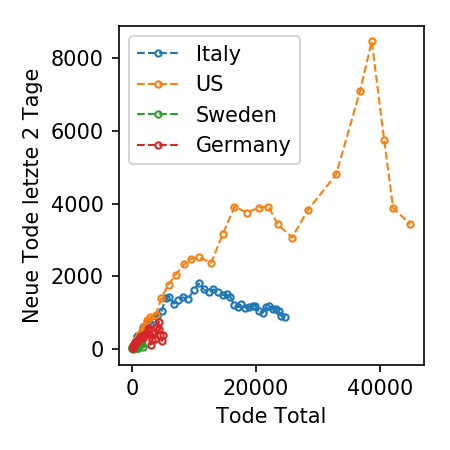 Italy
US
Sweden
Germany
Neue Tode letzte 2 Tage
8000
6000
4000
2000
0
0
20000
40000
Tode Total